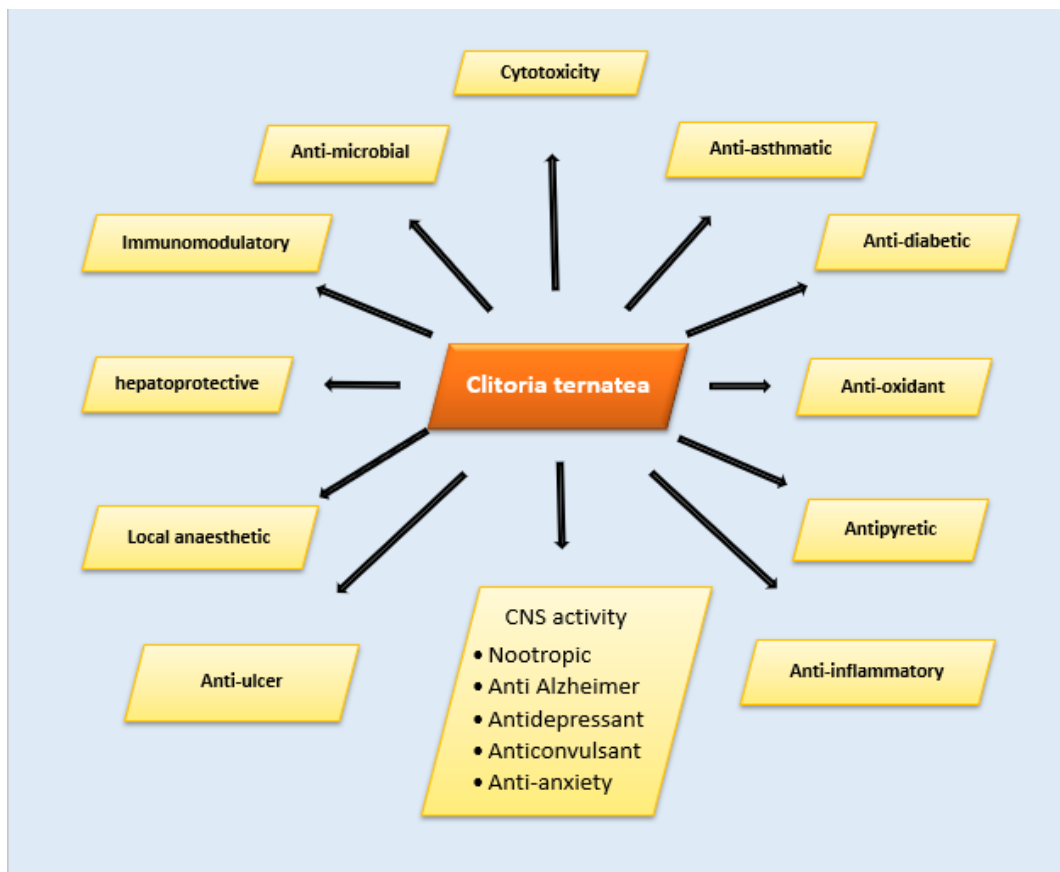 Cytotoxicity
Anti-microbial
Anti-asthmatic
Immunomodulatory
Anti-diabetic
hepatoprotective
Clitoria ternatea
Anti-oxidant
Local anaesthetic
Antipyretic
Anti-ulcer
CNS activity
• Nootropic
• Anti Alzheimer
• Antidepressant
• Anticonvulsant
• Anti-anxiety
Anti-inflammatory